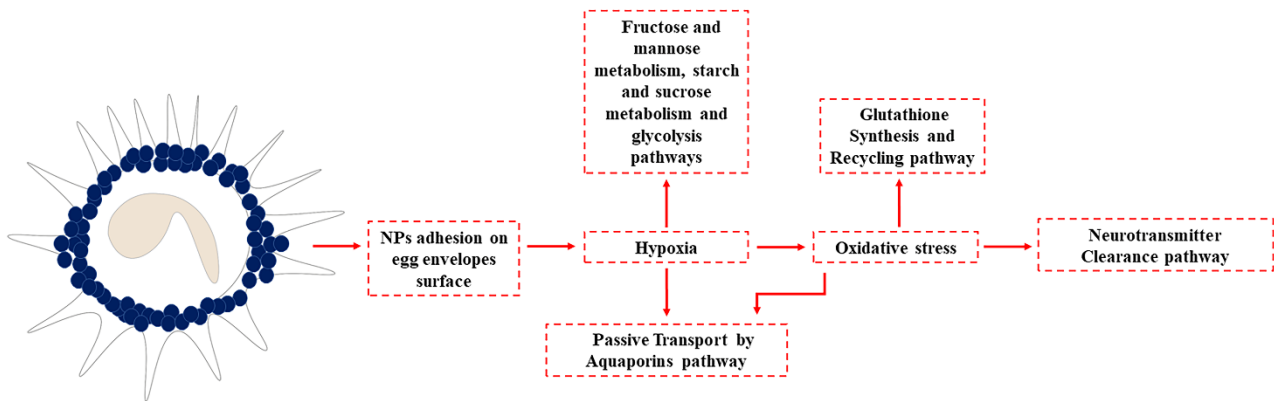 Fructose and
mannose
metabolism, starch
and sucrose
metabolism and
glycolysis
pathways
Glutathione
Synthesis and
Recycling pathway
NPs adhesion on
egg envelopes
surface
Hypoxia
Oxidative stress
Neurotransmitter
Clearance pathway
Passive Transport by
Aquaporins pathway